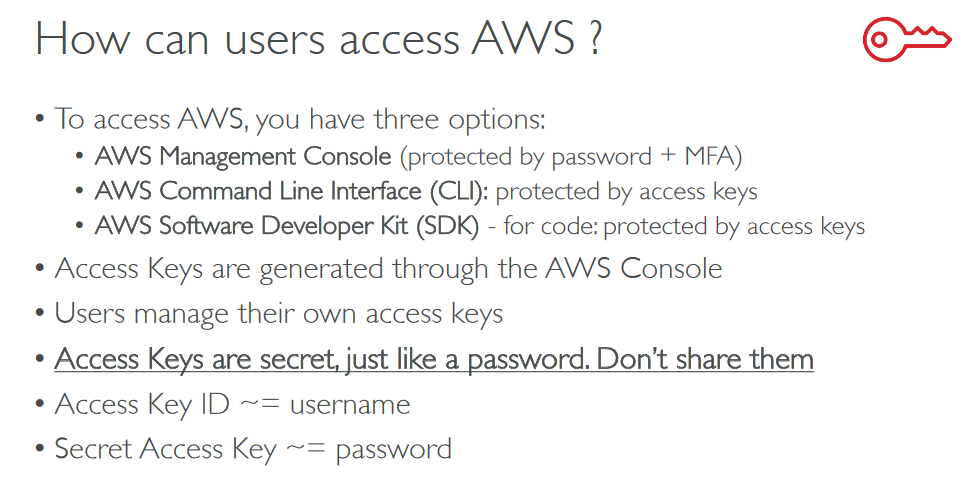 How can users access AWS ?
• To access AWS, you have three options:
• AWS Management Console (protected by password + MFA)
• AWS Command Line Interface (CLI): protected by access keys
• AWS Software Developer Kit (SDK) - for code: protected by access keys
• Access Keys are generated through the AWS Console
• Users manage their own access keys
• Access Keys are secret, just like a password. Don’t share them
• Access Key ID ~= username
• Secret Access Key ~= password